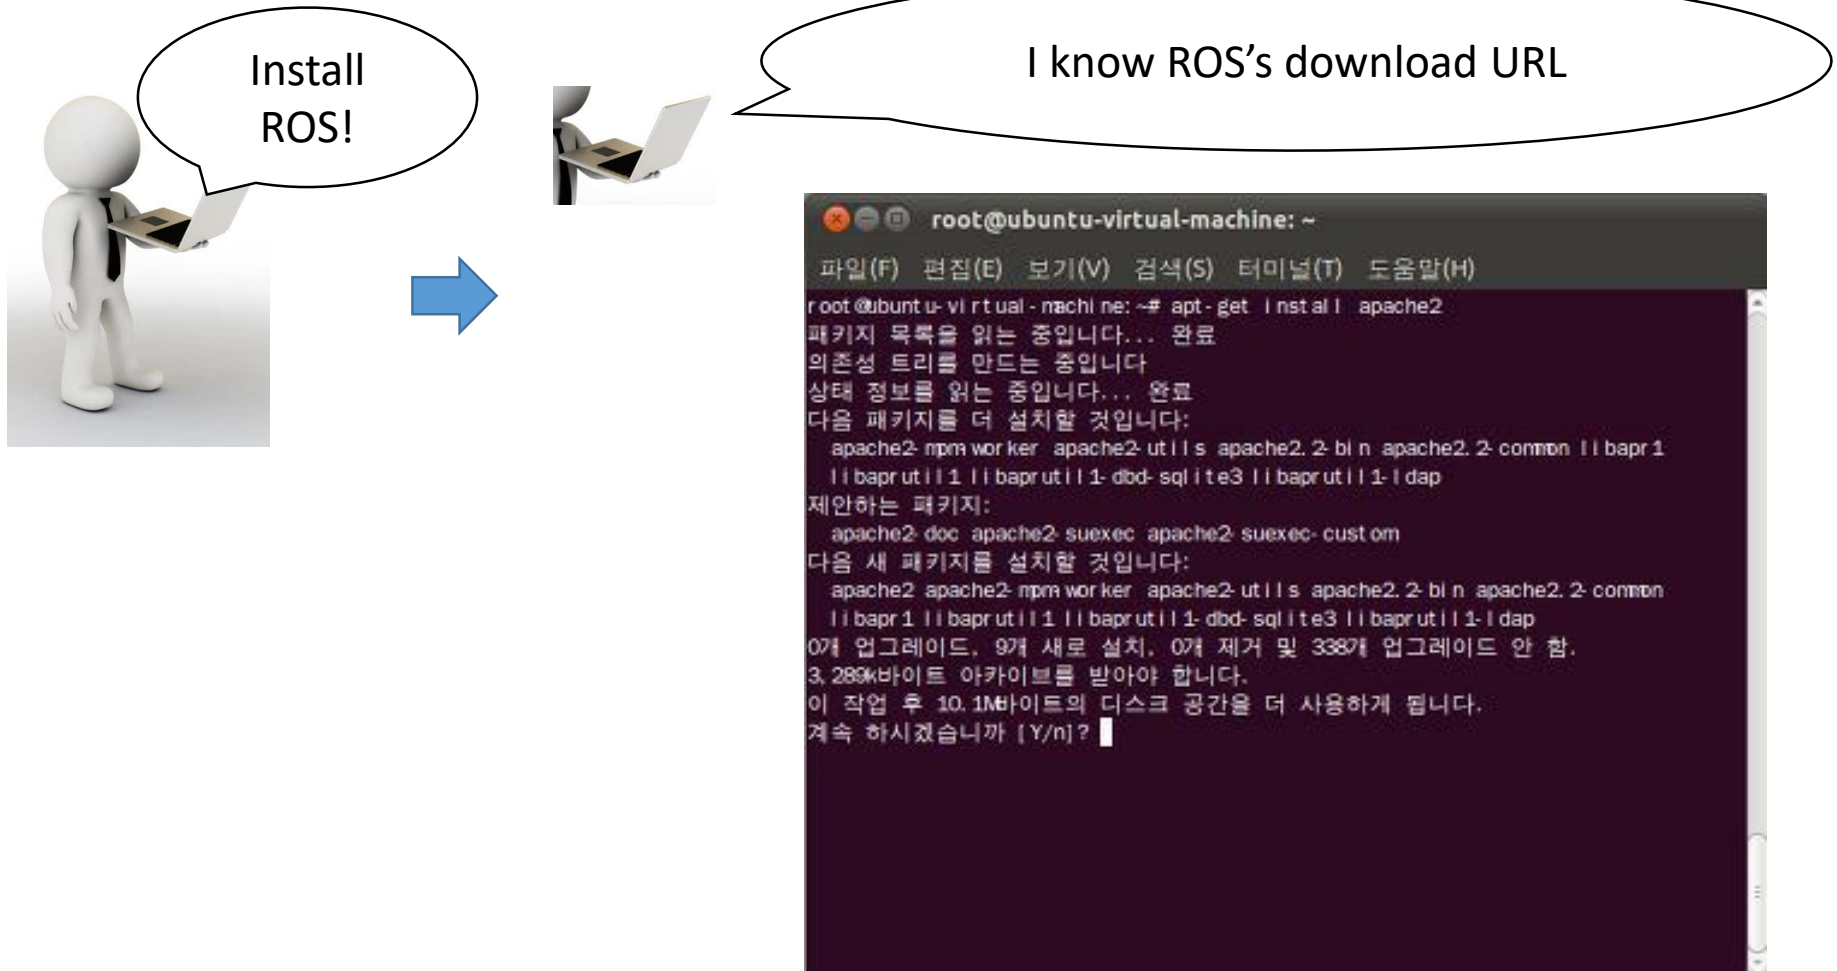 Install
ROS!
I know ROS’s download URL
root@ubuntu-virtual-machine: ~
파일(F) 편집(E) 보기(V) 검색(S) 터미널(T) 도움말(H)
root@ubuntu-virtual-machine:~# apt-get install apache2
패키지 목록을 읽는 중입니다... 완료
의존성 트리를 만드는 중입니다
상태 정보를 읽는 중입니다... 완료
다음 패키지를 더 설치할 것입니다:
apache2-mpm-worker apache2-utils apache2.2-bin apache2.2-common libapr1
libaprutil1 libaprutil1-dbd-sqlite3 libaprutil1-ldap
제안하는 패키지:
apache2-doc apache2-suexec apache2-suexec-custom
다음 새 패키지를 설치할 것입니다:
apache2 apache2-mpm-worker apache2-utils apache2.2-bin apache2.2-common
libapr1 libaprutil1 libaprutil1-dbd-sqlite3 libaprutil1-ldap
0개 업그레이드, 9개 새로 설치, 0개 제거 및 338개 업그레이드 안 함.
3,289k바이트 아카이브를 받아야 합니다.
이 작업 후 10.1M바이트의 디스크 공간을 더 사용하게 됩니다.
계속 하시겠습니까 [Y/n]?